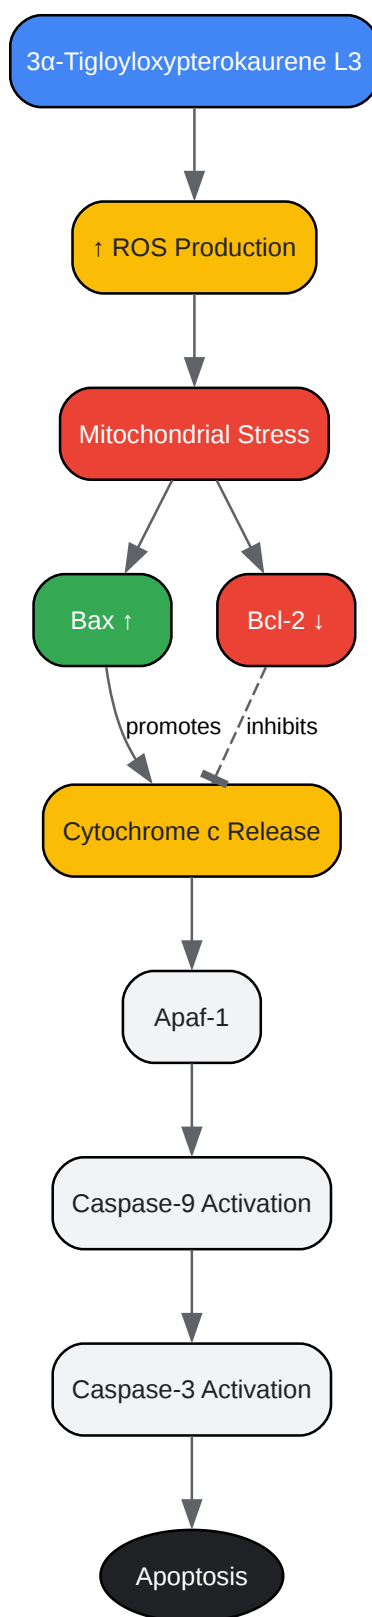 3α-Tigloyloxypterokaurene L3
↑ ROS Production
Mitochondrial Stress
Bax ↑
Bcl-2 ↓
promotes
inhibits
Cytochrome c Release
Apaf-1
Caspase-9 Activation
Caspase-3 Activation
Apoptosis